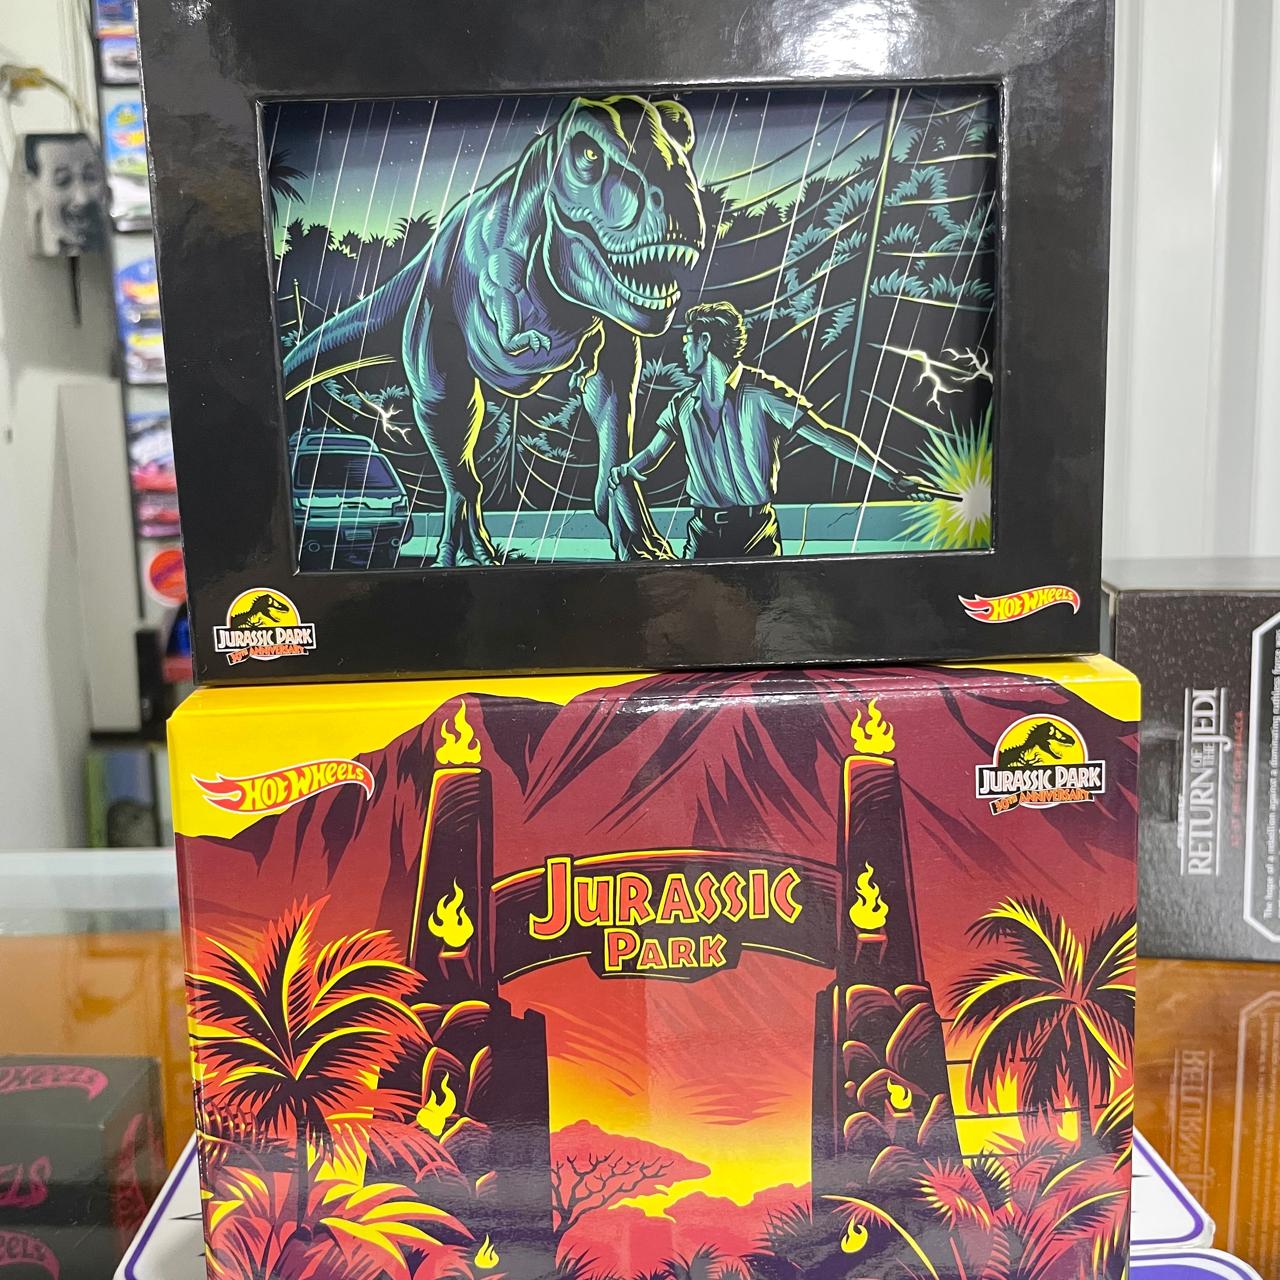 JURASSIC PARK
30TH ANNIVERSARY
HOT WHEELS
HOT WHEELS
JURASSIC PARK
30TH ANNIVERSARY
JURASSIC
PARK
RETURN OF THE JEDI